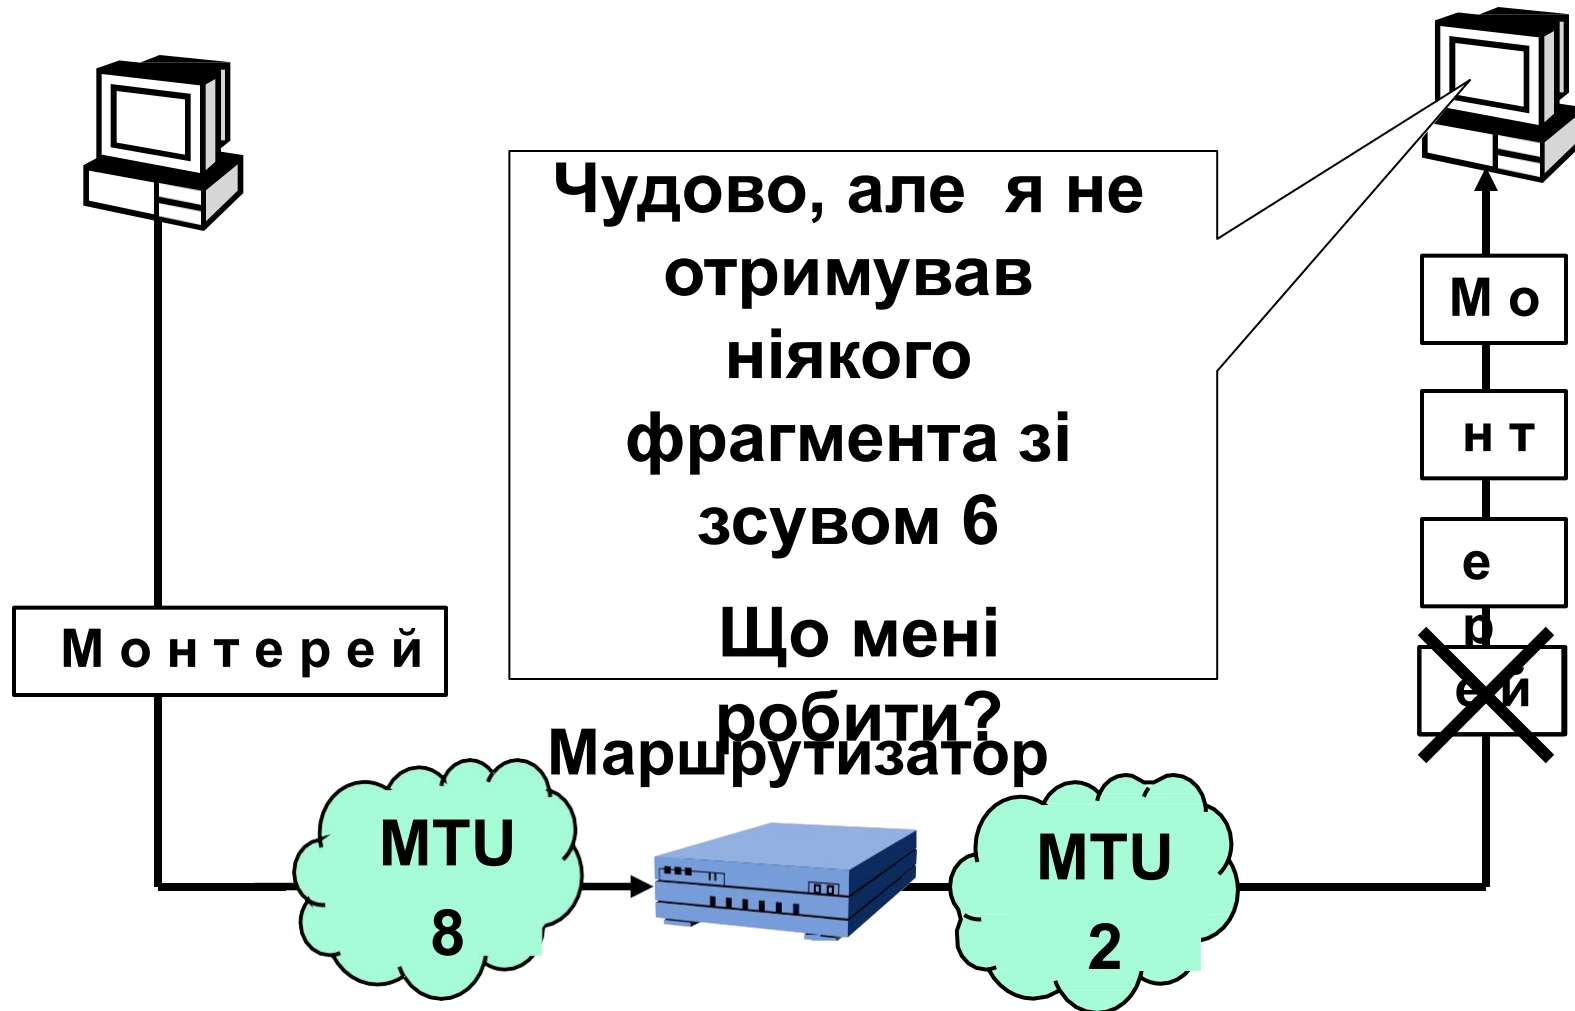 Чудово, але я не
отримував
ніякого
фрагмента зі
зсувом 6
Що мені
робити?
М о
н т
е
р
е й
М о н т е р е й
Маршрутизатор
MTU
8
MTU
2